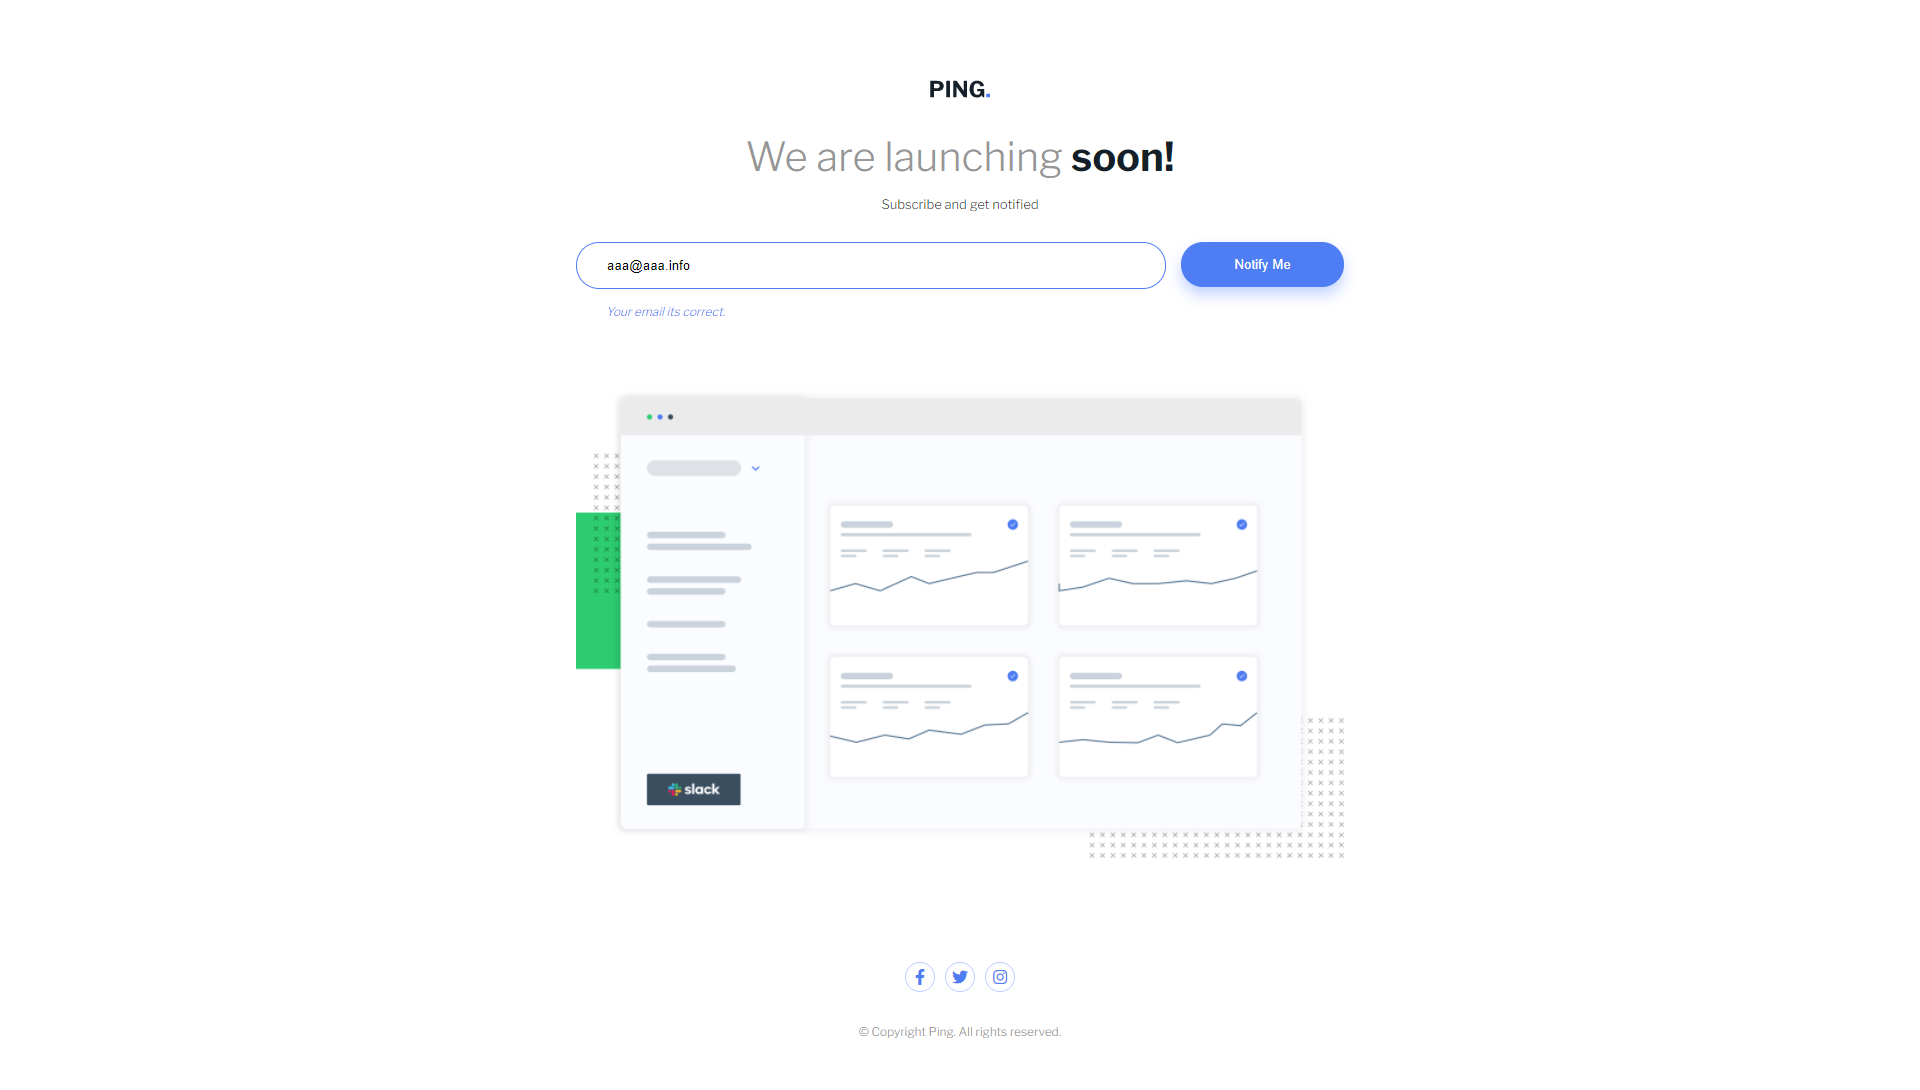 PING.
We are launching soon!
Subscribe and get notified
aaa@aaa.info
Notify Me
Your email its correct.
slack
© Copyright Ping. All rights reserved.